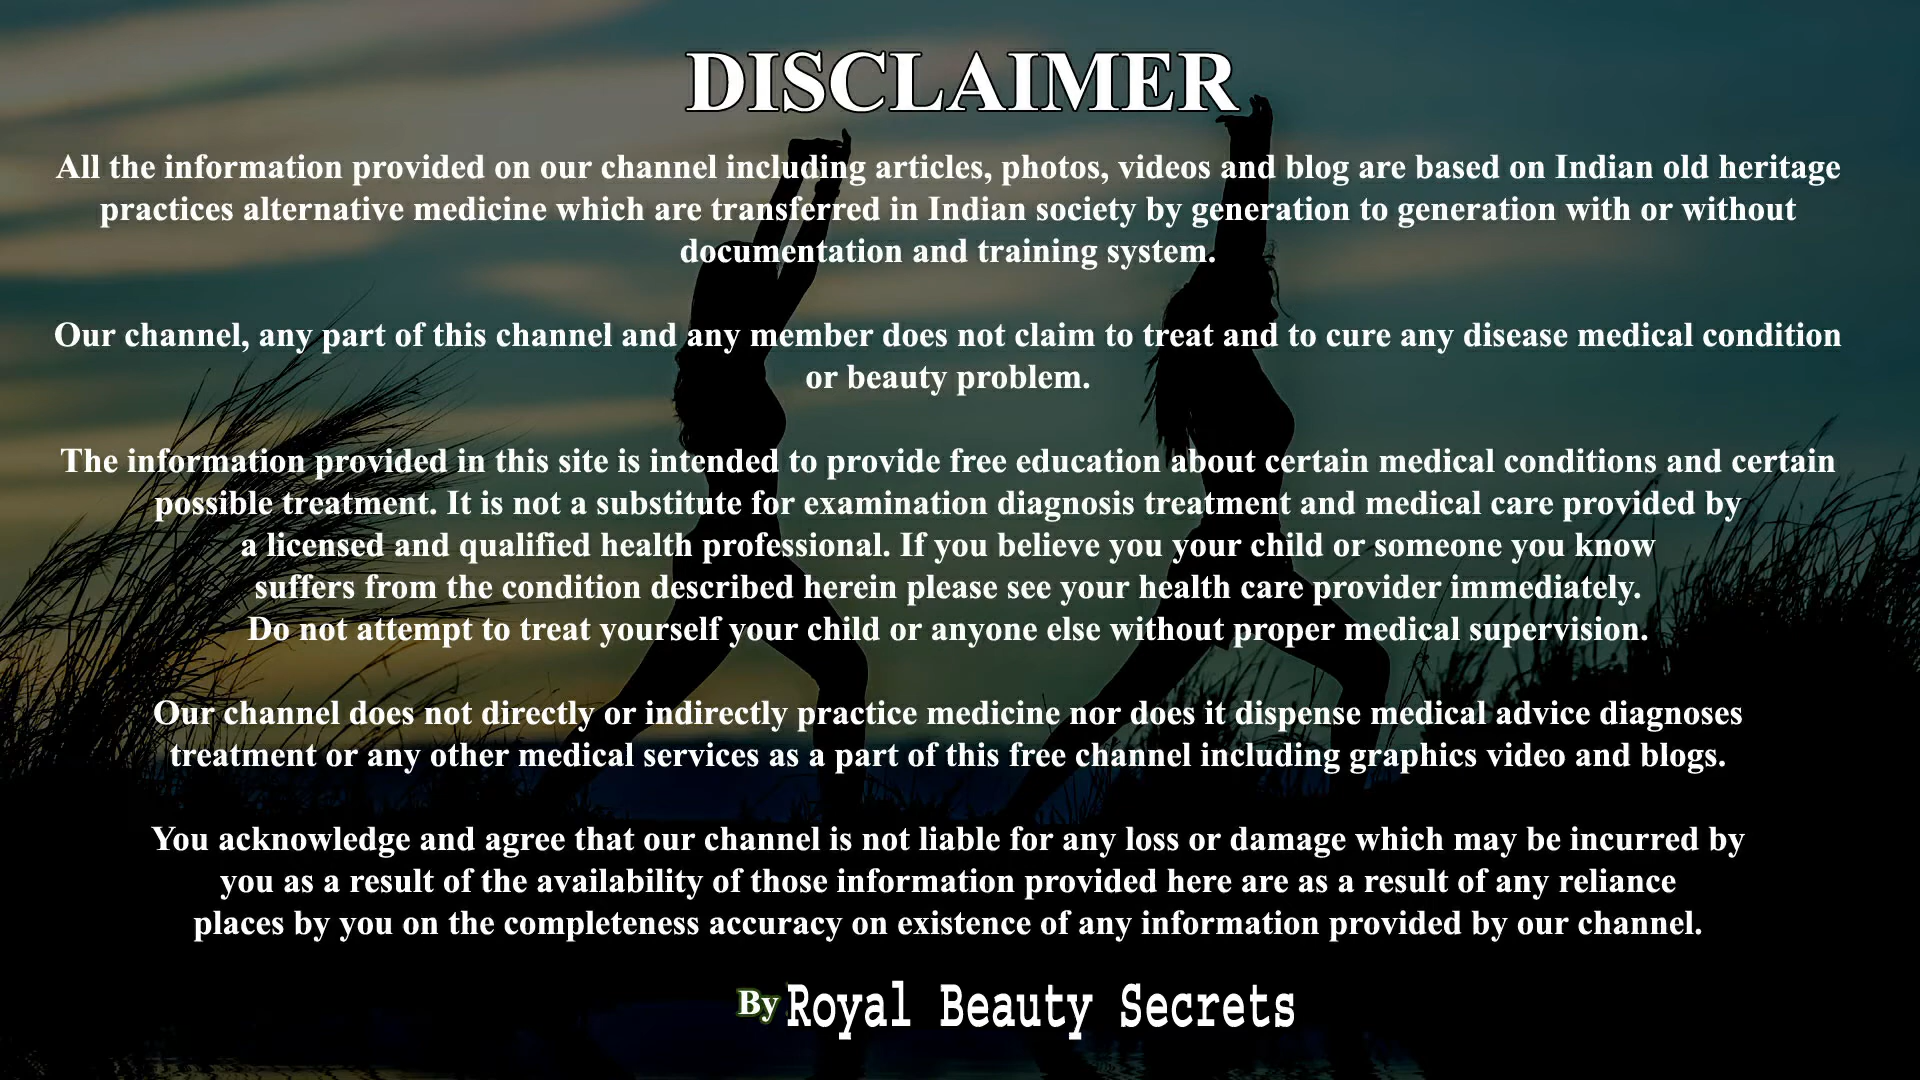 DISCLAIMER
All the information provided on our channel including articles, photos, videos and blog are based on Indian old heritage
practices alternative medicine which are transferred in Indian society by generation to generation with or without
documentation and training system.
Our channel, any part of this channel and any member does not claim to treat and to cure any disease medical condition
or beauty problem.
The information provided in this site is intended to provide free education about certain medical conditions and certain
possible treatment. It is not a substitute for examination diagnosis treatment and medical care provided by
a licensed and qualified health professional. If you believe you your child or someone you know
suffers from the condition described herein please see your health care provider immediately.
Do not attempt to treat yourself your child or anyone else without proper medical supervision.
Our channel does not directly or indirectly practice medicine nor does it dispense medical advice diagnoses
treatment or any other medical services as a part of this free channel including graphics video and blogs.
You acknowledge and agree that our channel is not liable for any loss or damage which may be incurred by
you as a result of the availability of those information provided here are as a result of any reliance
places by you on the completeness accuracy on existence of any information provided by our channel.
By Royal Beauty Secrets